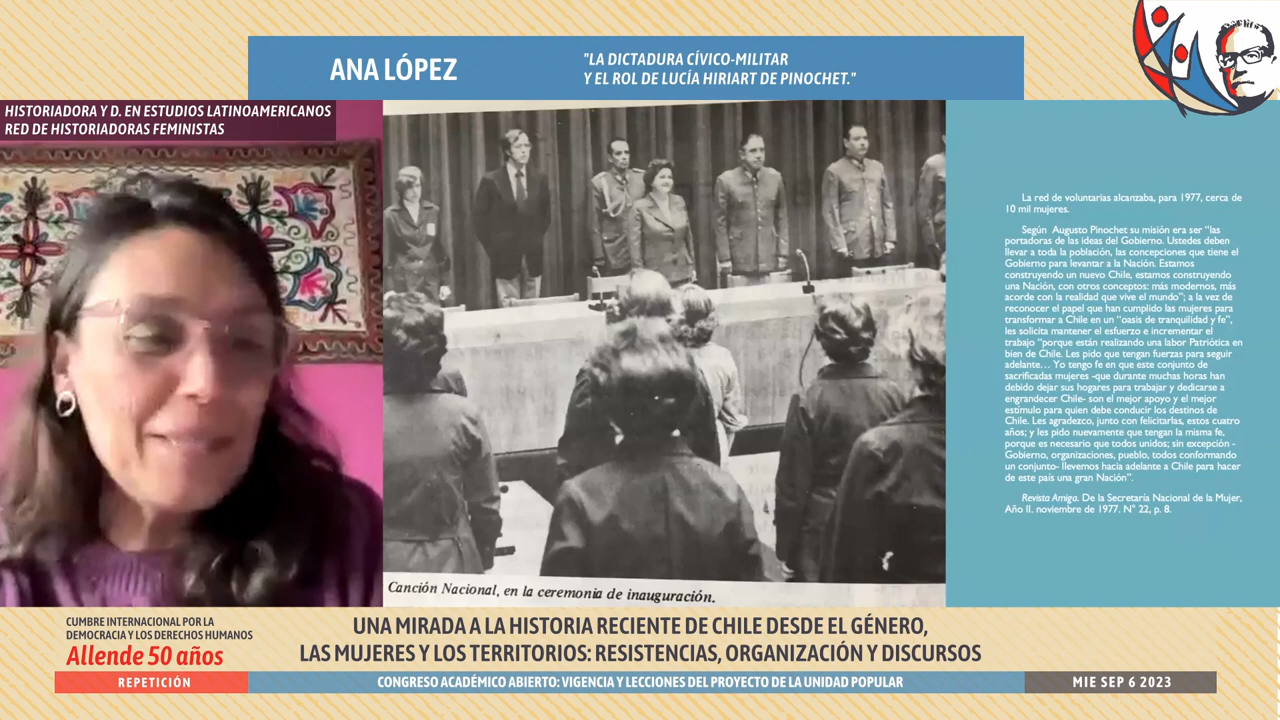 ANA LÓPEZ
"LA DICTADURA CÍVICO-MILITAR
Y EL ROL DE LUCÍA HIRIART DE PINOCHET."
HISTORIADORA Y D. EN ESTUDIOS LATINOAMERICANOS
RED DE HISTORIADORAS FEMINISTAS
La red de voluntarias alcanzaba, para 1977, cerca de
10 mil mujeres.
Según Augusto Pinochet su misión era ser "las
portadoras de las ideas del Gobierno. Ustedes deben
llevar a toda la población, las concepciones que tiene el
Gobierno para levantar a la Nación. Estamos
construyendo un nuevo Chile, estamos construyendo
una Nación, con otros conceptos: más modernos, más
acorde con la realidad que vive el mundo"; a la vez de
reconocer el papel que han cumplido las mujeres para
transformar a Chile en un "oasis de tranquilidad y fe",
les solicita mantener el esfuerzo e incrementar el
trabajo "porque están realizando una labor Patriótica en
bien de Chile. Les pido que tengan fuerzas para seguir
adelante... Yo tengo fe en que este conjunto de
sacrificadas mujeres -que durante muchas horas han
debido dejar sus hogares para trabajar y dedicarse a
engrandecer Chile- son el mejor apoyo y el mejor
estímulo para quien debe conducir los destinos de
Chile. Les agradezco, junto con felicitarlas, estos cuatro
años; y les pido nuevamente que tengan la misma fe,
porque es necesario que todos unidos; sin excepción -
Gobierno, organizaciones, pueblo, todos conformando
un conjunto- llevemos hacia adelante a Chile para hacer
de este país una gran Nación".
Revista Amiga. De la Secretaría Nacional de la Mujer,
Año II. noviembre de 1977. N° 22, p. 8.
Canción Nacional, en la ceremonia de inauguración.
CUMBRE INTERNACIONAL POR LA
DEMOCRACIA Y LOS DERECHOS HUMANOS
Allende 50 años
REPETICIÓN
UNA MIRADA A LA HISTORIA RECIENTE DE CHILE DESDE EL GÉNERO,
LAS MUJERES Y LOS TERRITORIOS: RESISTENCIAS, ORGANIZACIÓN Y DISCURSOS
CONGRESO ACADÉMICO ABIERTO: VIGENCIA Y LECCIONES DEL PROYECTO DE LA UNIDAD POPULAR
MIE SEP 6 2023